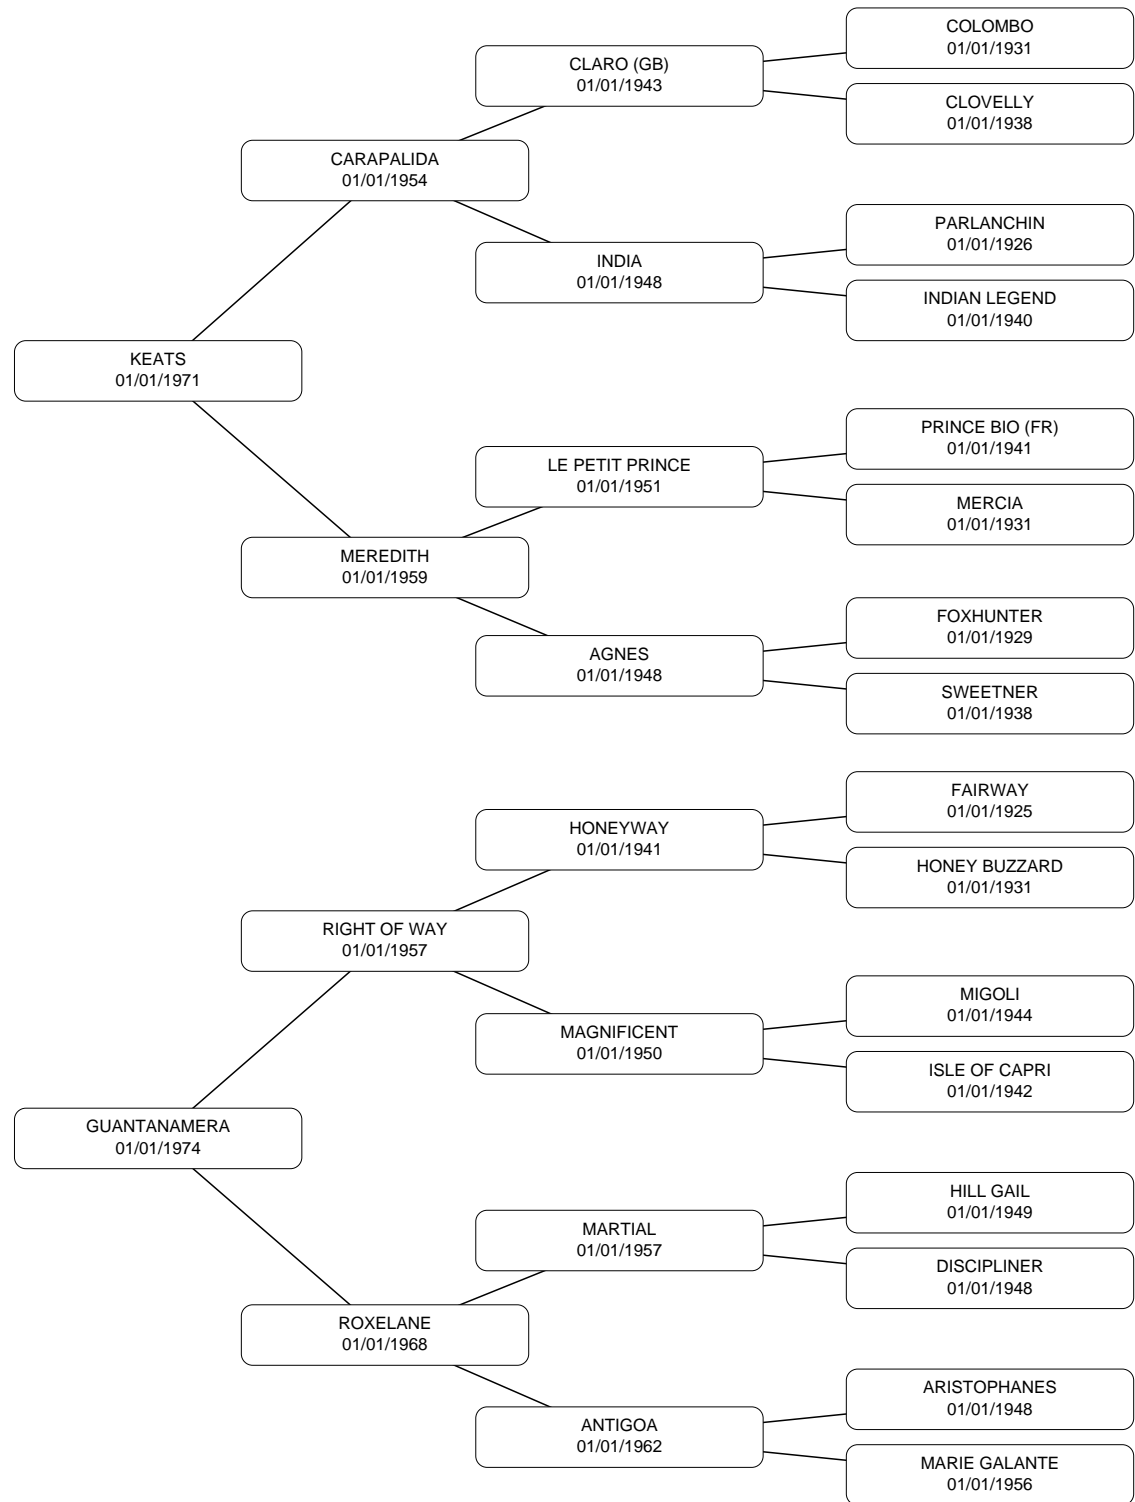 COLOMBO
01/01/1931
CLARO (GB)
01/01/1943
CLOVELLY
01/01/1938
CARAPALIDA
01/01/1954
PARLANCHIN
01/01/1926
INDIA
01/01/1948
INDIAN LEGEND
01/01/1940
KEATS
01/01/1971
PRINCE BIO (FR)
01/01/1941
LE PETIT PRINCE
01/01/1951
MERCIA
01/01/1931
MEREDITH
01/01/1959
FOXHUNTER
01/01/1929
AGNES
01/01/1948
SWEETNER
01/01/1938
FAIRWAY
01/01/1925
HONEYWAY
01/01/1941
HONEY BUZZARD
01/01/1931
RIGHT OF WAY
01/01/1957
MIGOLI
01/01/1944
MAGNIFICENT
01/01/1950
ISLE OF CAPRI
01/01/1942
GUANTANAMERA
01/01/1974
HILL GAIL
01/01/1949
MARTIAL
01/01/1957
DISCIPLINER
01/01/1948
ROXELANE
01/01/1968
ARISTOPHANES
01/01/1948
ANTIGOA
01/01/1962
MARIE GALANTE
01/01/1956